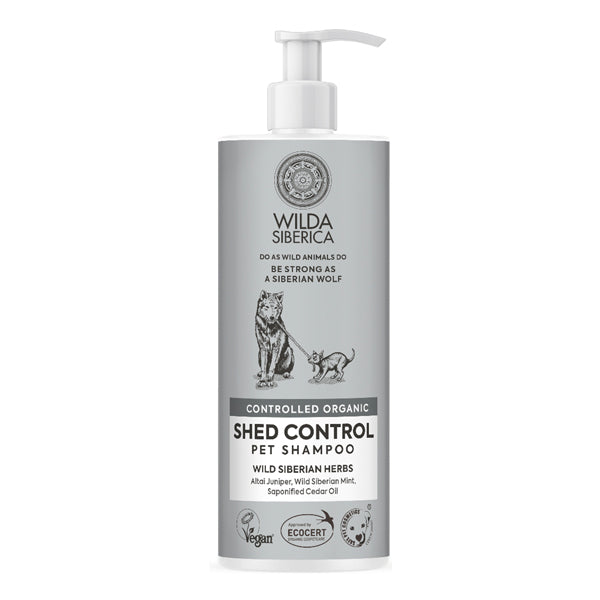 WILDA
SIBERICA
DO AS WILD ANIMALS DO
BE STRONG AS
A SIBERIAN WOLF
CONTROLLED ORGANIC
SHED CONTROL
PET SHAMPOO
WILD SIBERIAN HERBS
Altai Juniper, Wild Siberian Mint,
Saponified Cedar Oil
Vegan
Approved by
ECOCERT